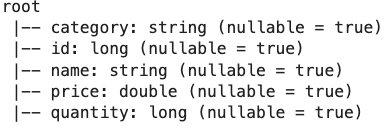 root
 |-- category: string (nullable = true)
 |-- id: long (nullable = true)
 |-- name: string (nullable = true)
 |-- price: double (nullable = true)
 |-- quantity: long (nullable = true)